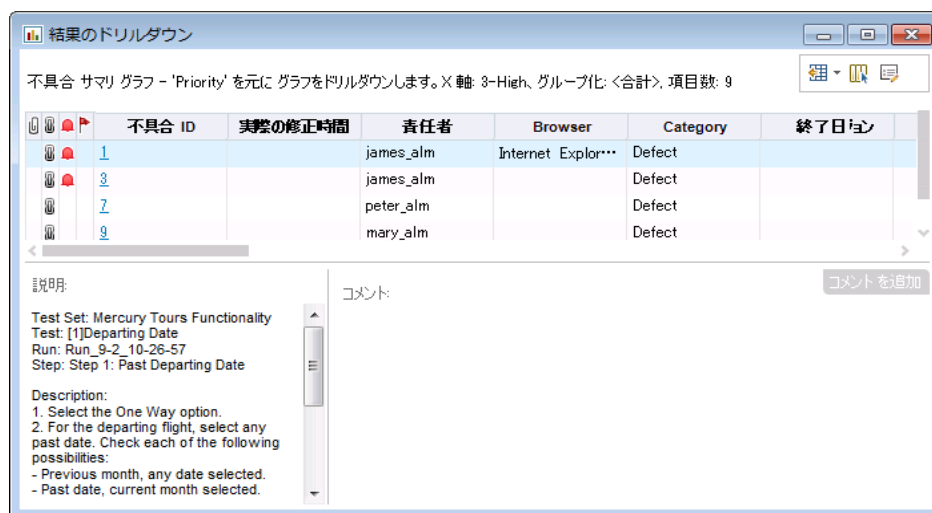 結果のドリルダウン
不具合 サマリ グラフ - 'Priority' を元に グラフをドリルダウンします。X 軸: 3-High、グループ化: <合計>, 項目数: 9
不具合 ID 実際の修正時間 責任者 Browser Category 終了日
1 james_alm Internet Explor… Defect
3 james_alm Defect
7 peter_alm Defect
9 mary_alm Defect
説明:
コメント:
コメントを追加
Test Set: Mercury Tours Functionality
Test: [1]Departing Date
Run: Run_9-2_10-26-57
Step: Step 1: Past Departing Date
Description:
1. Select the One Way option.
2. For the departing flight, select any
past date. Check each of the following
possibilities:
- Previous month, any date selected.
- Past date, current month selected.